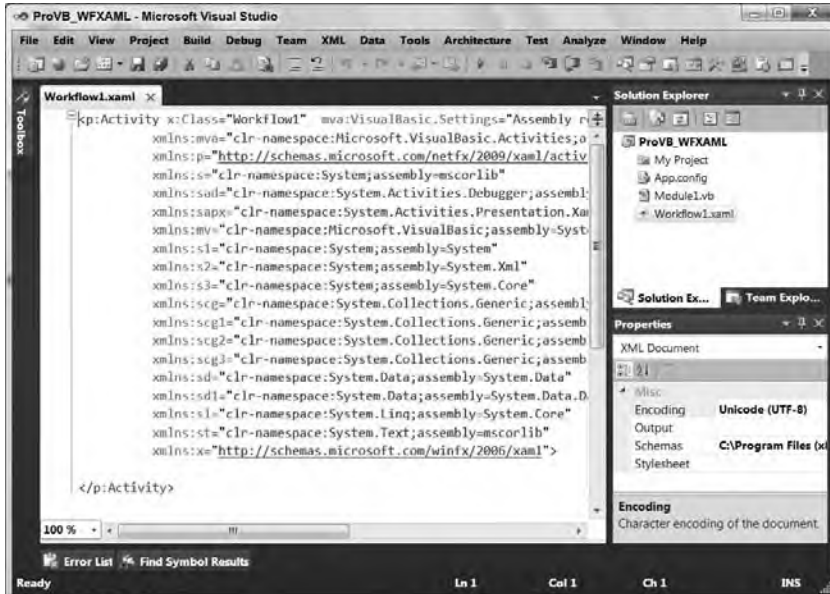 ProVB_WFXAML - Microsoft Visual Studio
File Edit View Project Build Debug Team XML Data Tools Architecture Test Analyze Window Help
Toolbox
Workflow1.xaml
<p:Activity x:Class="Workflow1" mva:VisualBasic.Settings="Assembly r
xmlns:mva="clr-namespace:Microsoft.VisualBasic.Activities;a
xmlns:p="http://schemas.microsoft.com/netfx/2009/xaml/activ
xmlns:s="clr-namespace:System;assembly=mscorlib"
xmlns:sad="clr-namespace:System.Activities.Debugger;assembl
xmlns:sapx="clr-namespace:System.Activities.Presentation.Xam
xmlns:mv="clr-namespace:Microsoft.VisualBasic;assembly=Syst
xmlns:s1="clr-namespace:System;assembly=System"
xmlns:s2="clr-namespace:System;assembly=System.Xml"
xmlns:s3="clr-namespace:System;assembly=System.Core"
xmlns:scg="clr-namespace:System.Collections.Generic;assembl
xmlns:scg1="clr-namespace:System.Collections.Generic;assemb
xmlns:scg2="clr-namespace:System.Collections.Generic;assemb
xmlns:scg3="clr-namespace:System.Collections.Generic;assemb
xmlns:sd="clr-namespace:System.Data;assembly=System.Data"
xmlns:sd1="clr-namespace:System.Data;assembly=System.Data.D
xmlns:sl="clr-namespace:System.Linq;assembly=System.Core"
xmlns:st="clr-namespace:System.Text;assembly=mscorlib"
xmlns:x="http://schemas.microsoft.com/winfx/2006/xaml">
</p:Activity>
100 %
Solution Explorer
ProVB_WFXAML
My Project
App.config
Module1.vb
Workflow1.xaml
Solution Ex... Team Explo...
Properties
XML Document
Misc
Encoding Unicode (UTF-8)
Output
Schemas C:\Program Files (x
Stylesheet
Encoding
Character encoding of the document.
Error List Find Symbol Results
Ready Ln 1 Col 1 Ch 1 INS